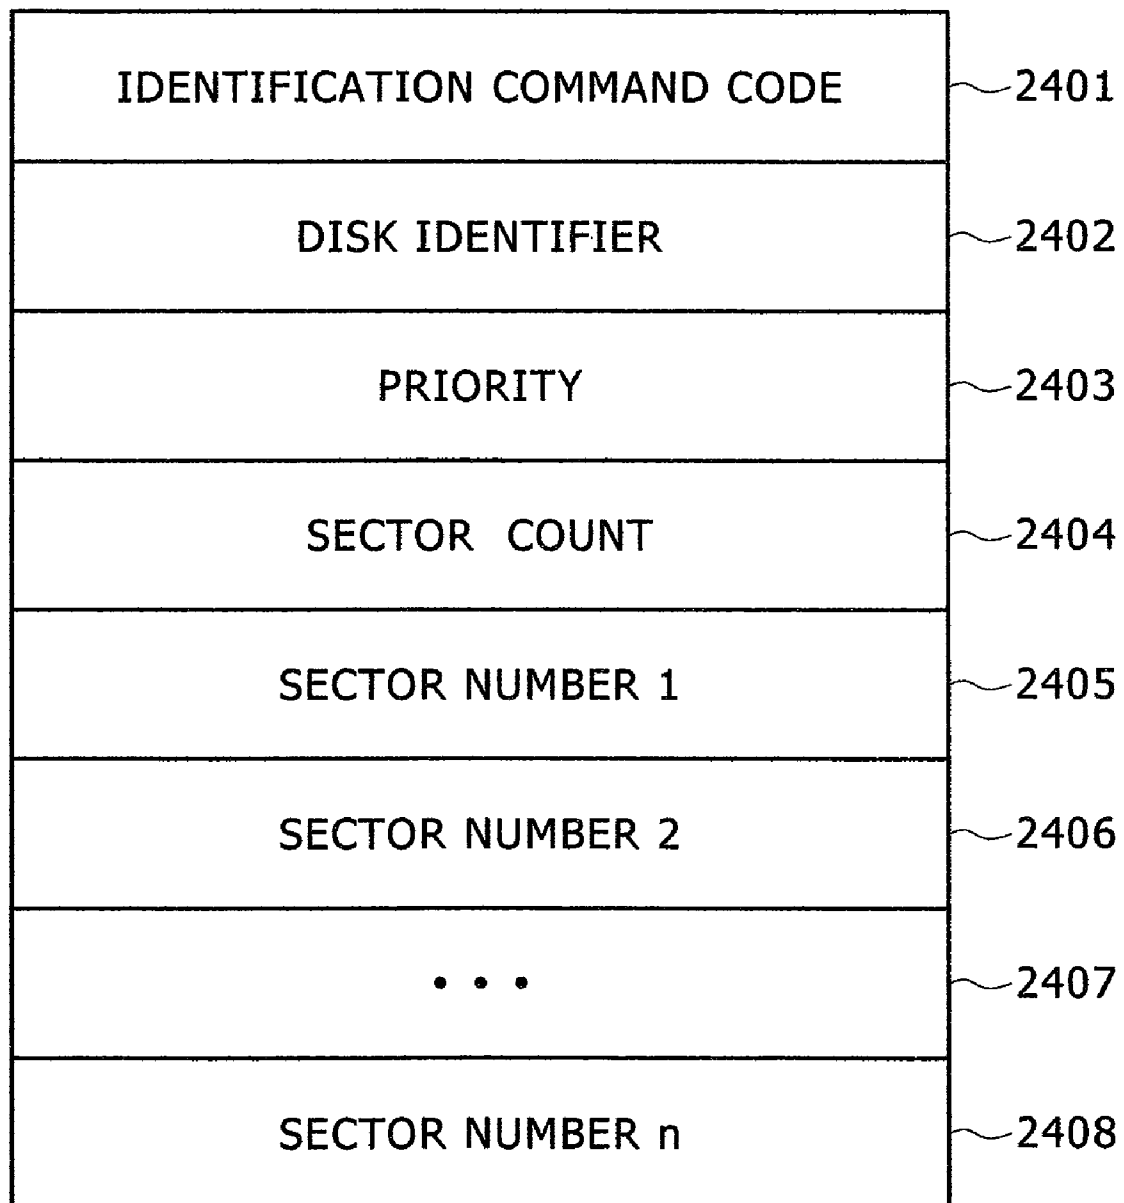 IDENTIFICATION COMMAND CODE 2401
DISK IDENTIFIER 2402
PRIORITY 2403
SECTOR COUNT 2404
SECTOR NUMBER 1 2405
SECTOR NUMBER 2 2406
• • • 2407
SECTOR NUMBER n 2408